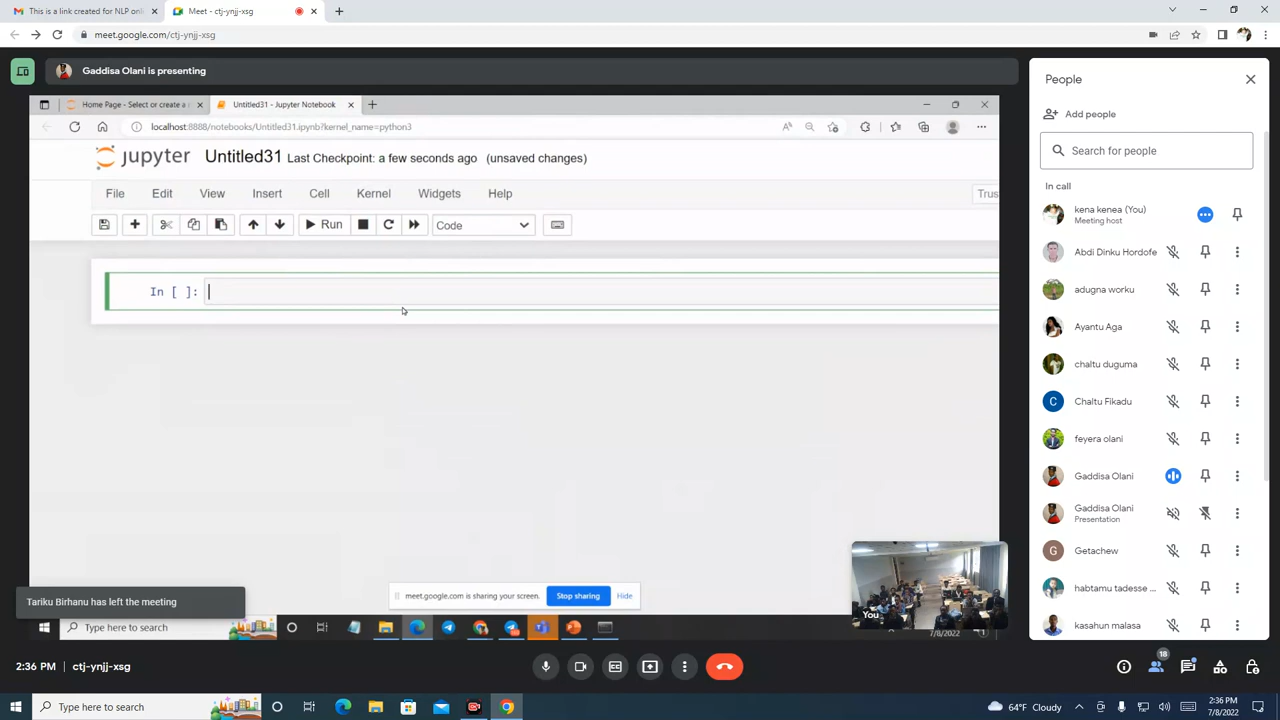 This is a link created for NLP onli
Meet - ctj-ynjj-xsg
meet.google.com/ctj-ynjj-xsg
Gaddisa Olani is presenting
Home Page - Select or create a n
Untitled31 - Jupyter Notebook
localhost:8888/notebooks/Untitled31.ipynb?kernel_name=python3
jupyter Untitled31 Last Checkpoint: a few seconds ago (unsaved changes)
File Edit View Insert Cell Kernel Widgets Help
Trus
Run
Code
In [ ]:
meet.google.com is sharing your screen.
Stop sharing
Hide
Tariku Birhanu has left the meeting
Type here to search
7/8/2022
You
People
Add people
Search for people
In call
kena kenea (You)
Meeting host
Abdi Dinku Hordofe
adugna worku
Ayantu Aga
chaltu duguma
C
Chaltu Fikadu
feyera olani
Gaddisa Olani
Gaddisa Olani
Presentation
G
Getachew
habtamu tadesse ...
kasahun malasa
2:36 PM
ctj-ynjj-xsg
18
Type here to search
64°F Cloudy
2:36 PM
7/8/2022